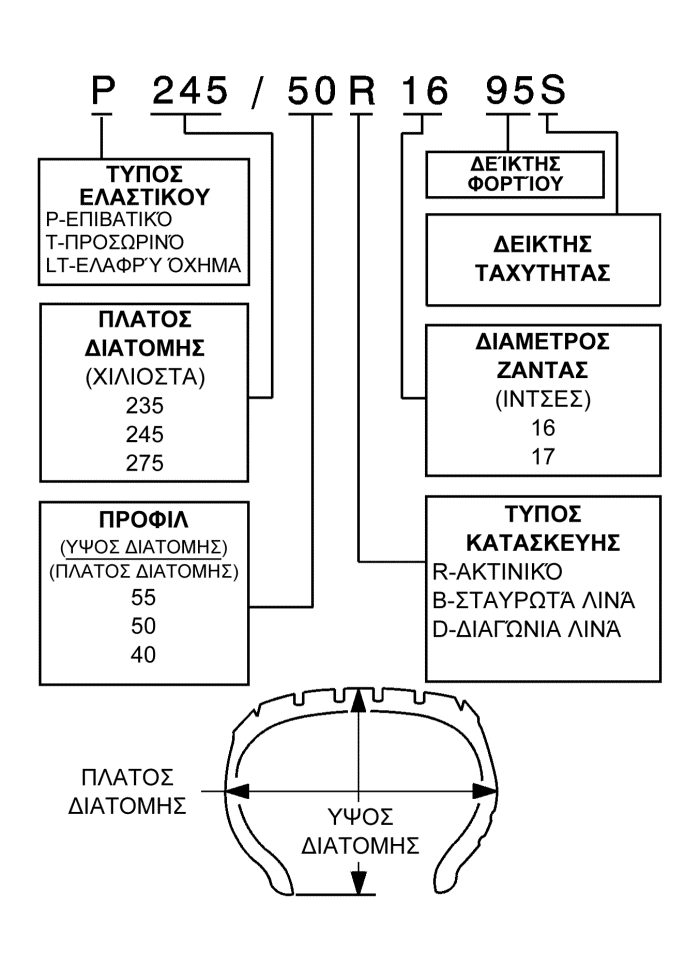 P 245 / 50 R 16 95 S
ΤΥΠΟΣ
ΕΛΑΣΤΙΚΟΥ
P-ΕΠΙΒΑΤΙΚΌ
T-ΠΡΟΣΩΡΙΝΌ
LT-ΕΛΑΦΡΎ ΌΧΗΜΑ
ΠΛΑΤΟΣ
ΔΙΑΤΟΜΗΣ
(ΧΙΛΙΟΣΤΑ)
235
245
275
ΠΡΟΦΙΛ
(ΥΨΟΣ ΔΙΑΤΟΜΗΣ)
(ΠΛΑΤΟΣ ΔΙΑΤΟΜΗΣ)
55
50
40
ΔΕΊΚΤΗΣ
ΦΟΡΤΊΟΥ
ΔΕΙΚΤΗΣ
ΤΑΧΥΤΗΤΑΣ
ΔΙΑΜΕΤΡΟΣ
ΖΑΝΤΑΣ
(ΙΝΤΣΕΣ)
16
17
ΤΥΠΟΣ
ΚΑΤΑΣΚΕΥΗΣ
R-ΑΚΤΙΝΙΚΌ
B-ΣΤΑΥΡΩΤΆ ΛΙΝΆ
D-ΔΙΑΓΏΝΙΑ ΛΙΝΆ
ΠΛΑΤΟΣ
ΔΙΑΤΟΜΗΣ
ΥΨΟΣ
ΔΙΑΤΟΜΗΣ